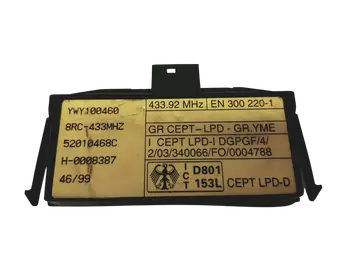 YWY100460
8RC-433MHZ
52010468C
H-0008387
46/99
433.92 MHz EN 300 220-1
GR CEPT-LPD - GR.YME
I CEPT LPD-I DGPGF/4/
2/03/340066/FO/0004788
I C T D801 153L CEPT LPD-D